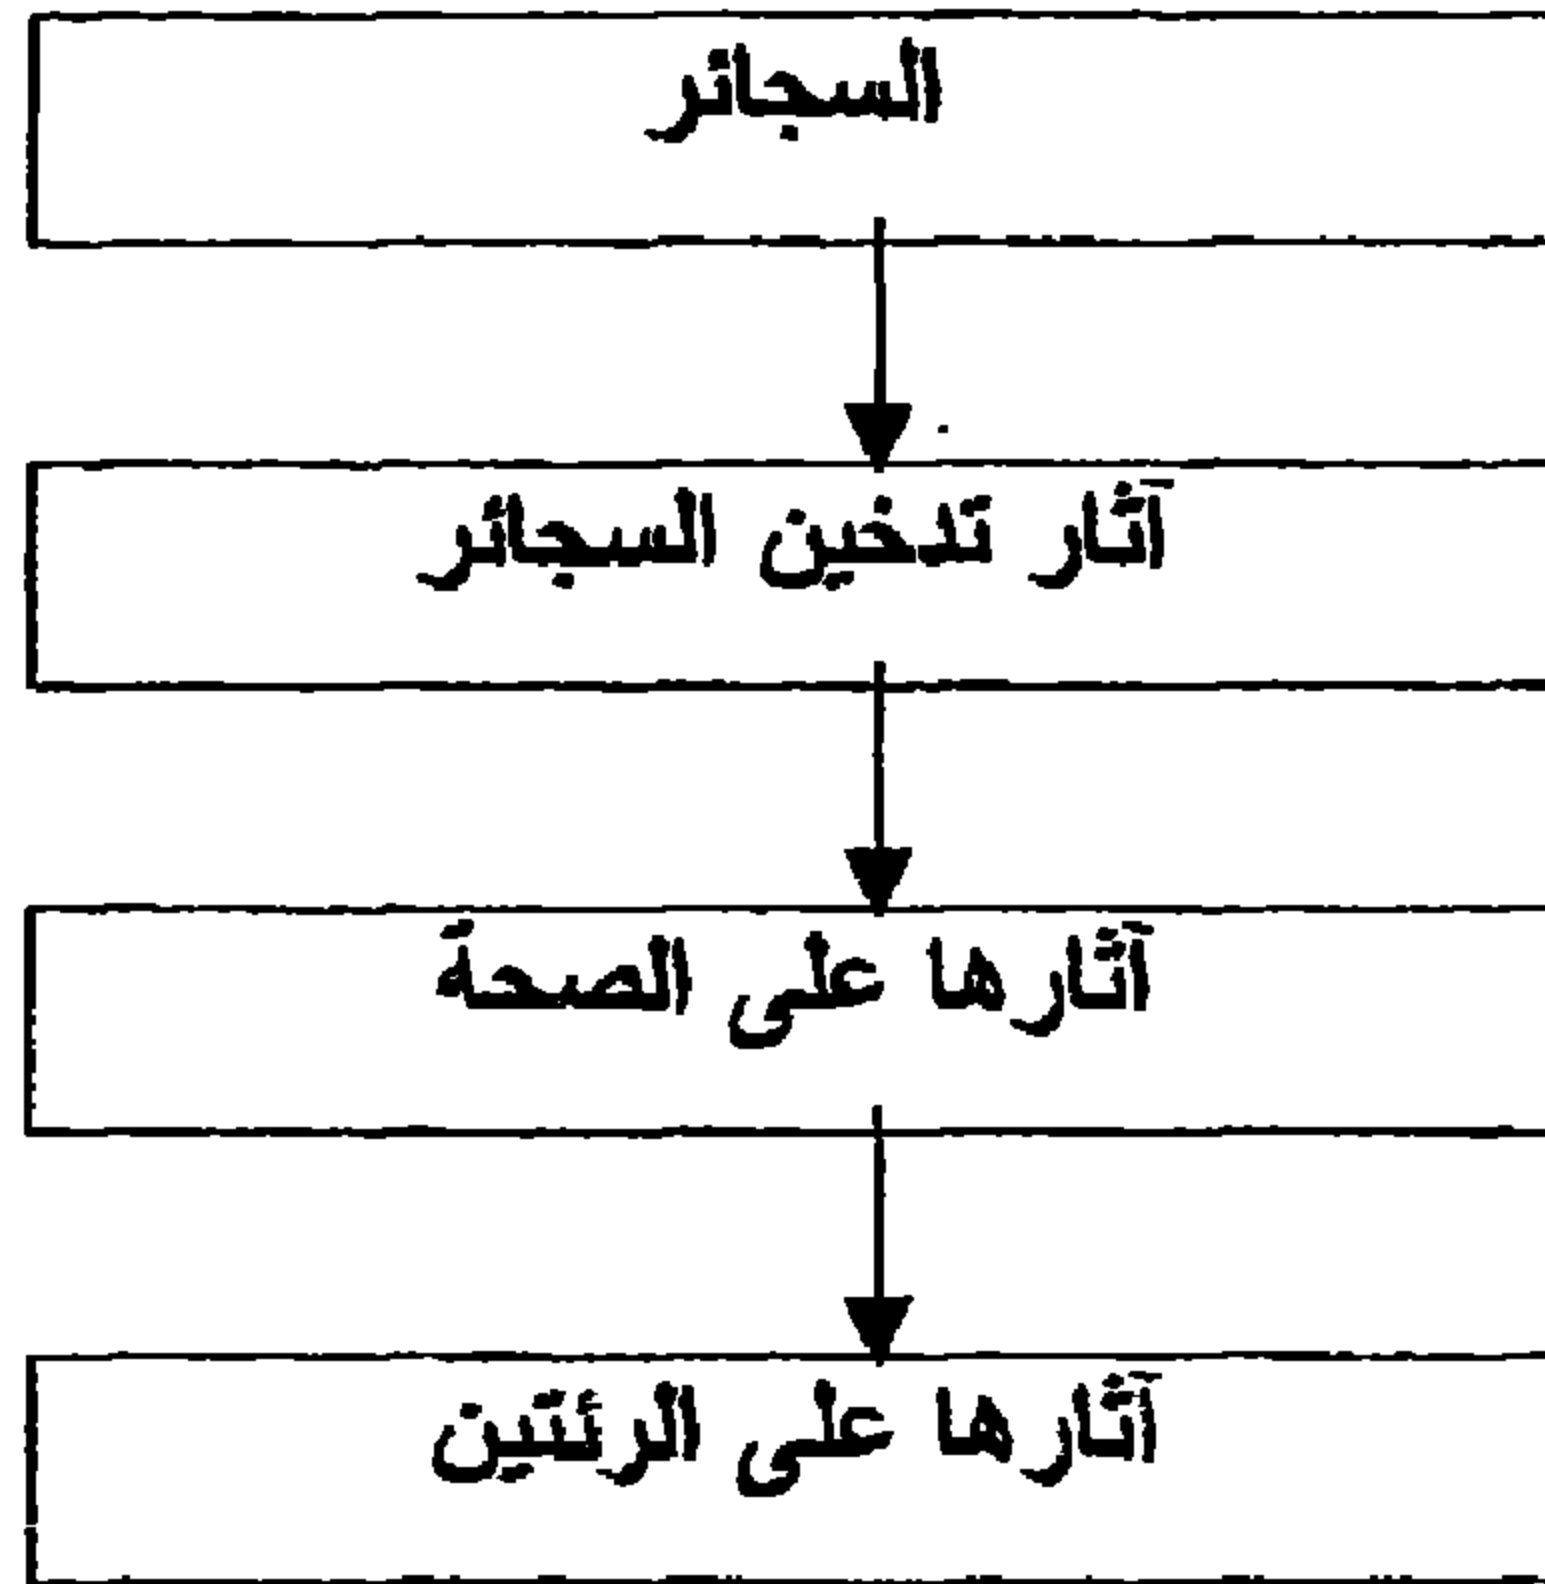 السجائر
آثار تدخين السجائر
آثارها على الصحة
آثارها على الرئتين